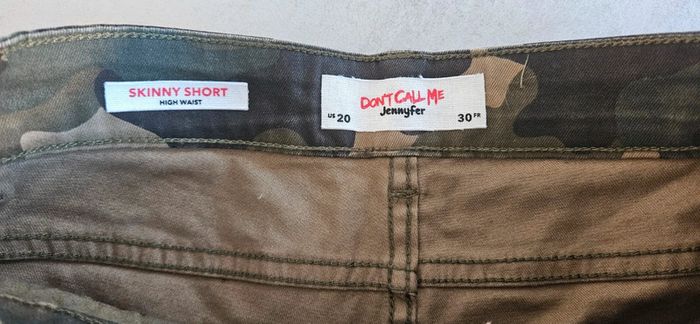 SKINNY SHORT
HIGH WAIST
DON'T CALL ME
Jennyfer
US 20
30 FR